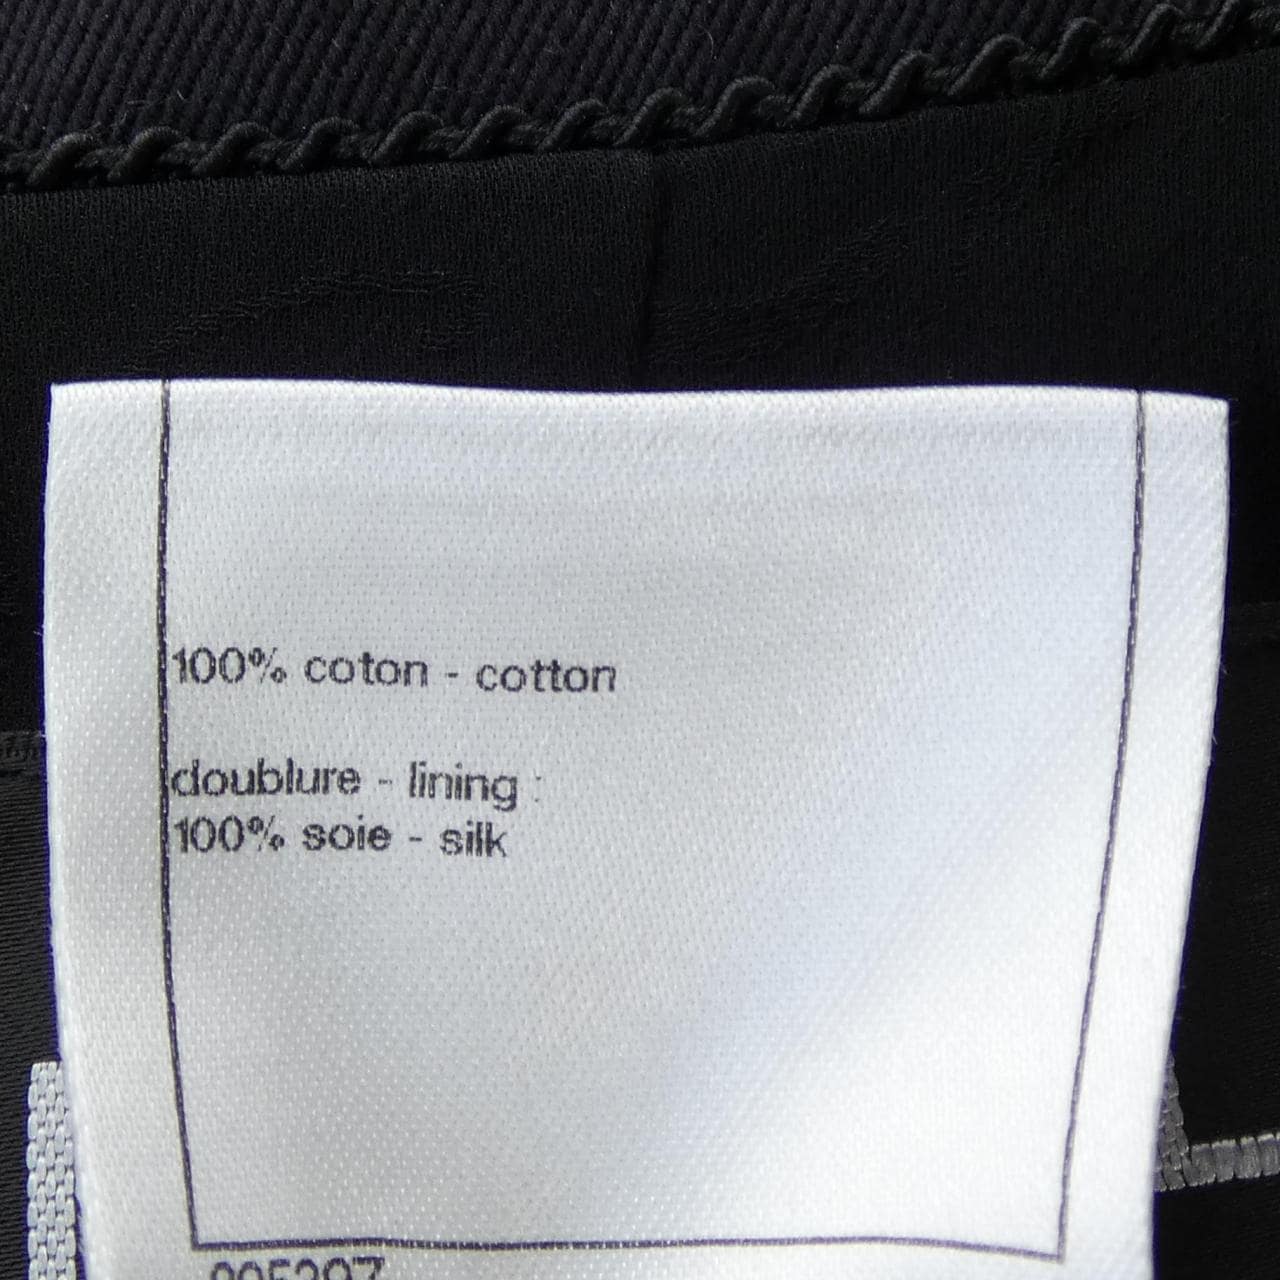 100% coton - cotton
doublure - lining :
100% soie - silk